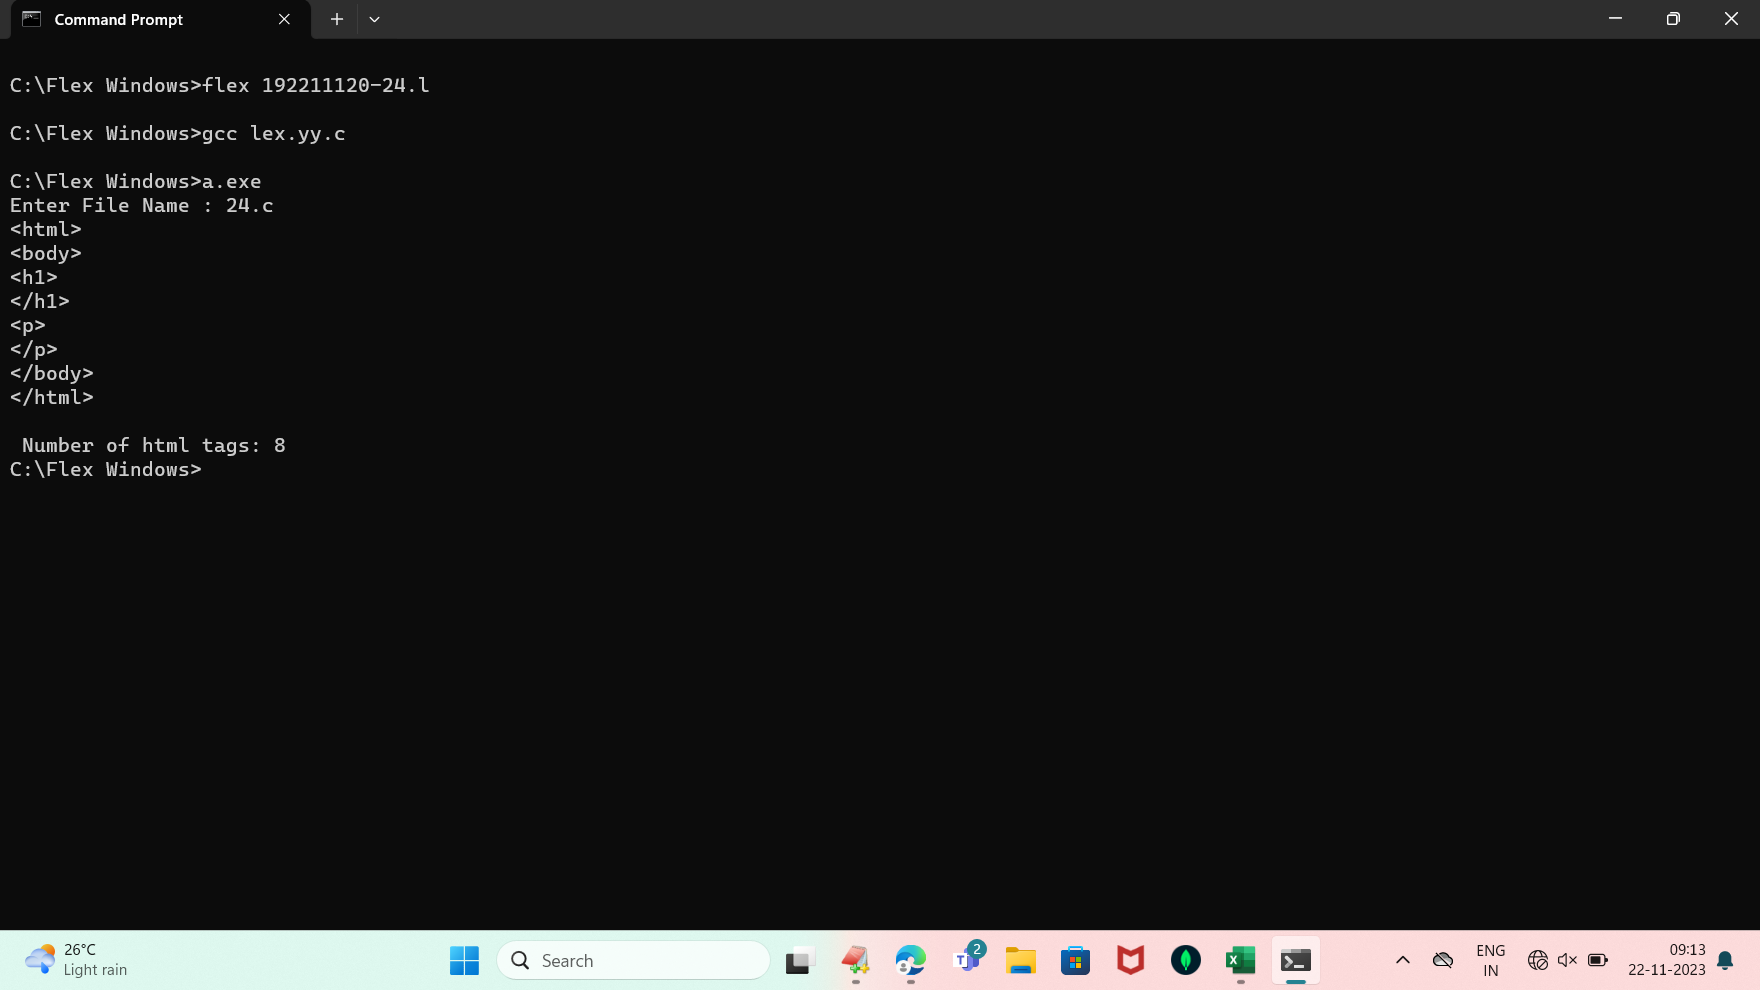 Command Prompt
C:\Flex Windows>flex 192211120-24.l
C:\Flex Windows>gcc lex.yy.c
C:\Flex Windows>a.exe
Enter File Name : 24.c
<html>
<body>
<h1>
</h1>
<p>
</p>
</body>
</html>
Number of html tags: 8
C:\Flex Windows>
26°C
Light rain
Search
T
2
X
ENG
IN
09:13
22-11-2023